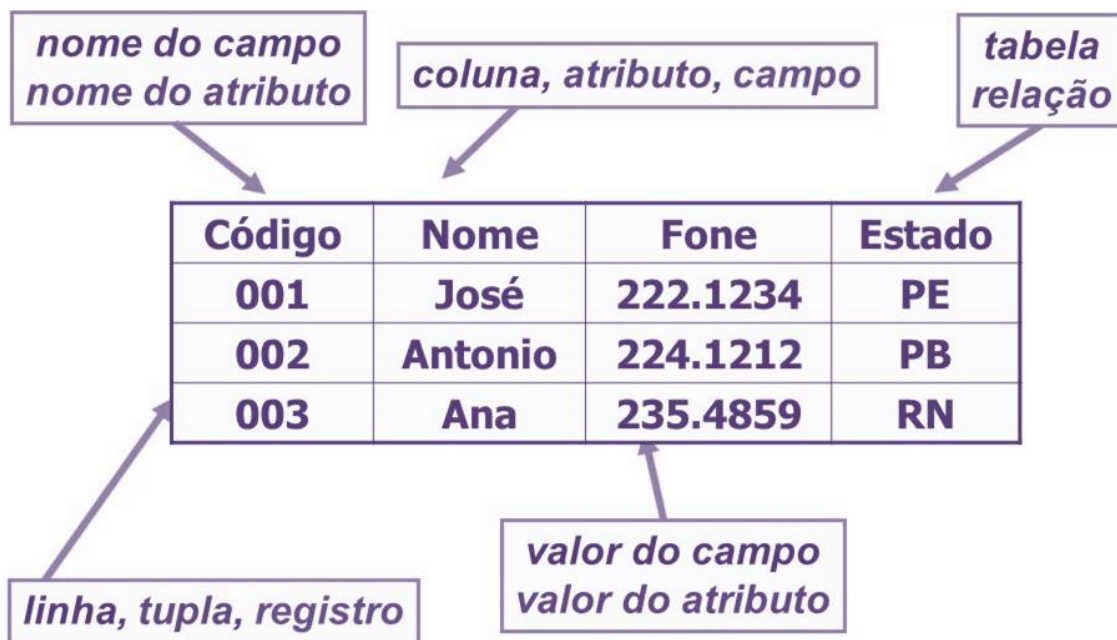 nome do campo
nome do atributo
coluna, atributo, campo
tabela
relação
Código Nome Fone Estado
001 José 222.1234 PE
002 Antonio 224.1212 PB
003 Ana 235.4859 RN
valor do campo
valor do atributo
linha, tupla, registro